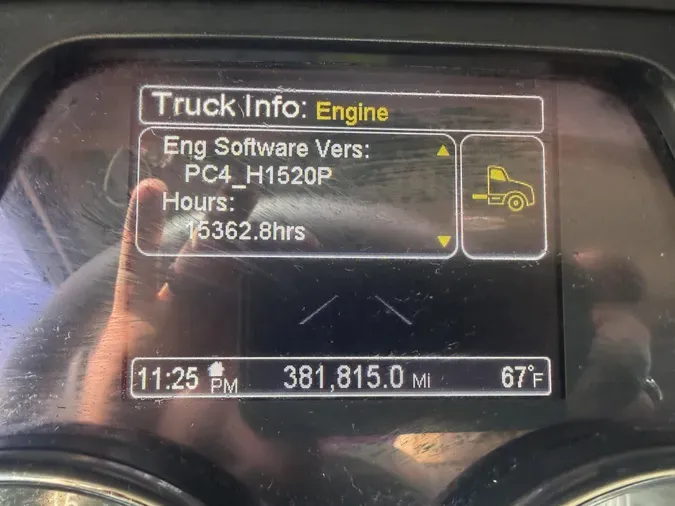 Truck Info: Engine
Eng Software Vers:
PC4_H1520P
Hours:
15362.8hrs
11:25 PM 381,815.0 Mi 67°F